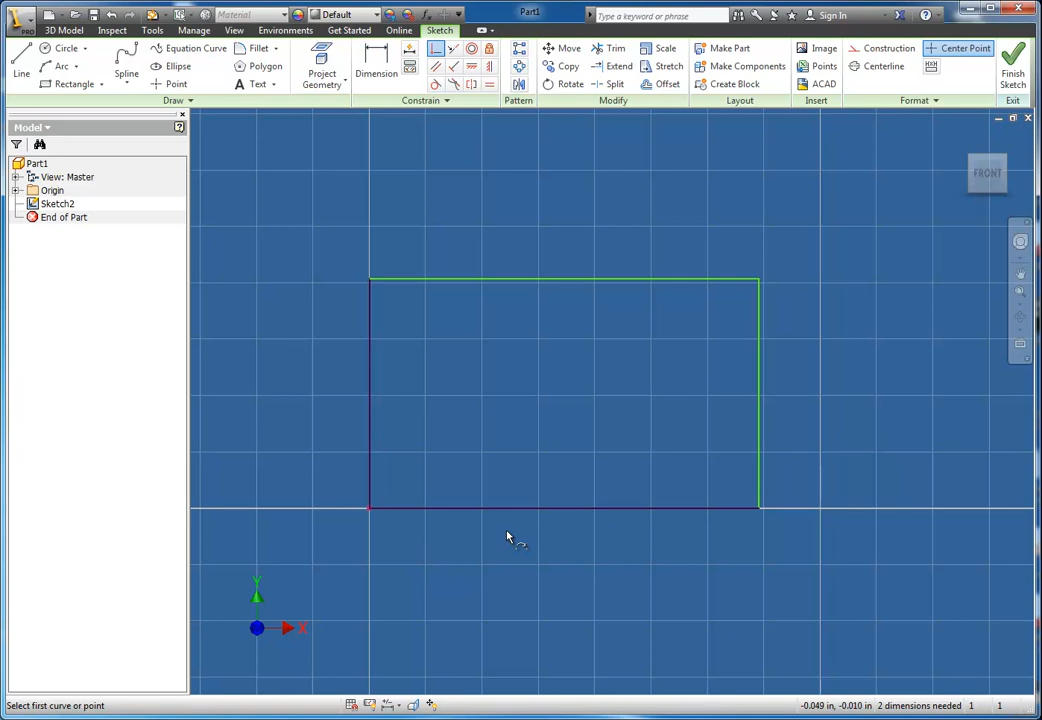 PRO Material Default Part1 Type a keyword or phrase Sign In
3D Model Inspect Tools Manage View Environments Get Started Online Sketch
Line
Circle
Arc
Rectangle
Spline
Equation Curve
Ellipse
Point
Fillet
Polygon
A Text
Project
Geometry
Dimension
Move
Copy
Rotate
Trim
Extend
Split
Scale
Stretch
Offset
Make Part
Make Components
Create Block
Image
Points
ACAD
Construction
Centerline
Center Point
Finish
Sketch
Draw Constrain Pattern Modify Layout Insert Format Exit
Model
Part1
View: Master
Origin
Sketch2
End of Part
FRONT
Y
X
Select first curve or point -0.049 in, -0.010 in 2 dimensions needed 1 1